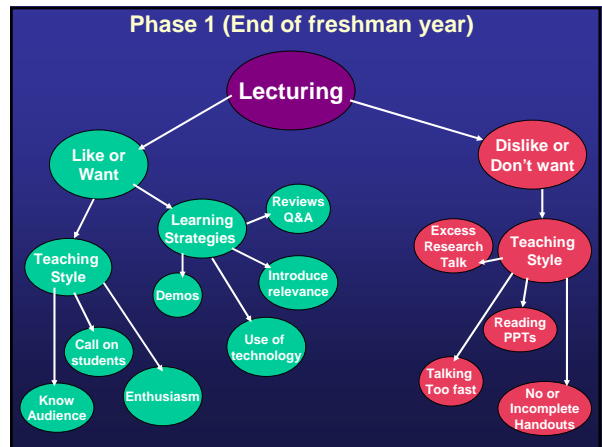 Phase 1 (End of freshman year)
Lecturing
Like or
Want
Dislike or
Don't want
Learning
Strategies
Reviews
Q&A
Teaching
Style
Demos
Introduce
relevance
Call on
students
Use of
technology
Know
Audience
Enthusiasm
Excess
Research
Talk
Teaching
Style
Reading
PPTs
Talking
Too fast
No or
Incomplete
Handouts